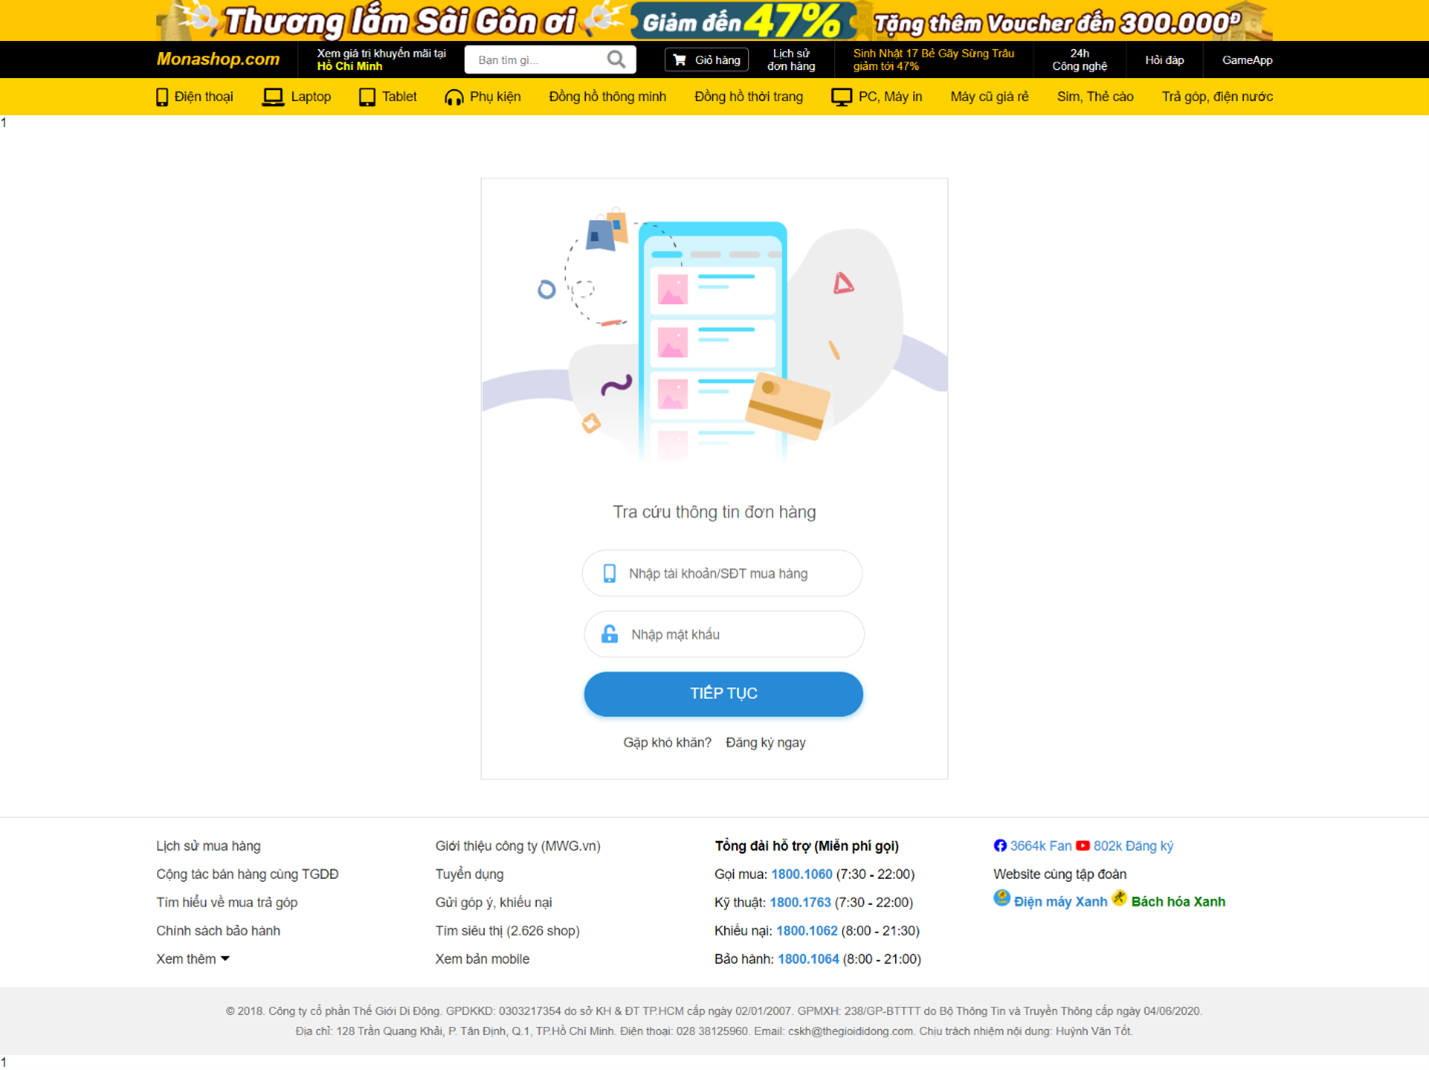 Thương lắm Sài Gòn ơi Giảm đến 47% Tặng thêm Voucher đến 300.000Đ
Monashop.com
Xem giá trị khuyến mãi tại
Hồ Chí Minh
Bạn tìm gì...
Giỏ hàng
Lịch sử
đơn hàng
Sinh Nhật 17 Bẻ Gãy Sừng Trâu
giảm tới 47%
24h
Công nghệ
Hỏi đáp
GameApp
Điện thoại
Laptop
Tablet
Phụ kiện
Đồng hồ thông minh
Đồng hồ thời trang
PC, Máy in
Máy cũ giá rẻ
Sim, Thẻ cào
Trả góp, điện nước
1
Tra cứu thông tin đơn hàng
Nhập tài khoản/SĐT mua hàng
Nhập mật khẩu
TIẾP TỤC
Gặp khó khăn? Đăng ký ngay
Lịch sử mua hàng
Cộng tác bán hàng cùng TGDĐ
Tìm hiểu về mua trả góp
Chính sách bảo hành
Xem thêm
Giới thiệu công ty (MWG.vn)
Tuyển dụng
Gửi góp ý, khiếu nại
Tìm siêu thị (2.626 shop)
Xem bản mobile
Tổng đài hỗ trợ (Miễn phí gọi)
Gọi mua: 1800.1060 (7:30 - 22:00)
Kỹ thuật: 1800.1763 (7:30 - 22:00)
Khiếu nại: 1800.1062 (8:00 - 21:30)
Bảo hành: 1800.1064 (8:00 - 21:00)
3664k Fan 802k Đăng ký
Website cùng tập đoàn
Điện máy Xanh Bách hóa Xanh
© 2018. Công ty cổ phần Thế Giới Di Động. GPDKKD: 0303217354 do sở KH & ĐT TP.HCM cấp ngày 02/01/2007. GPMXH: 238/GP-BTTTT do Bộ Thông Tin và Truyền Thông cấp ngày 04/06/2020.
Địa chỉ: 128 Trần Quang Khải, P. Tân Định, Q.1, TP.Hồ Chí Minh. Điện thoại: 028 38125960. Email: cskh@thegioididong.com. Chịu trách nhiệm nội dung: Huỳnh Văn Tốt.
1